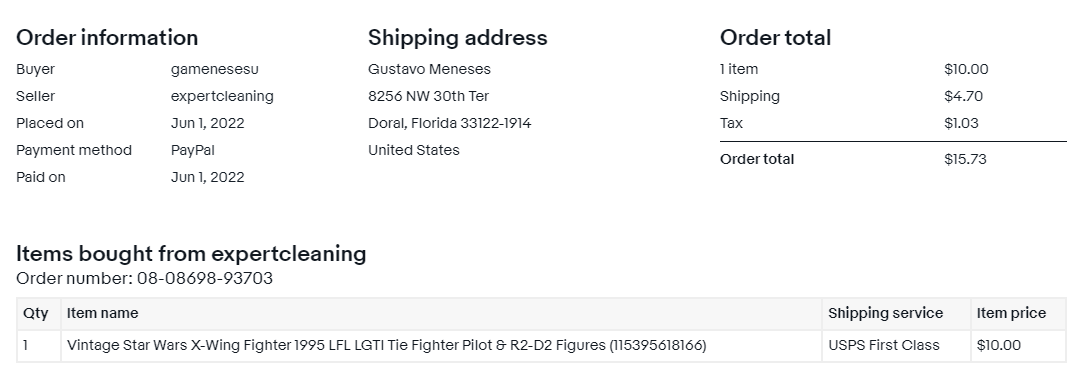 Order information
Buyer gamenesesu
Seller expertcleaning
Placed on Jun 1, 2022
Payment method PayPal
Paid on Jun 1, 2022
Shipping address
Gustavo Meneses
8256 NW 30th Ter
Doral, Florida 33122-1914
United States
Order total
1 item $10.00
Shipping $4.70
Tax $1.03
Order total $15.73
Items bought from expertcleaning
Order number: 08-08698-93703
Qty Item name Shipping service Item price
1 Vintage Star Wars X-Wing Fighter 1995 LFL LGTI Tie Fighter Pilot & R2-D2 Figures (115395618166) USPS First Class $10.00